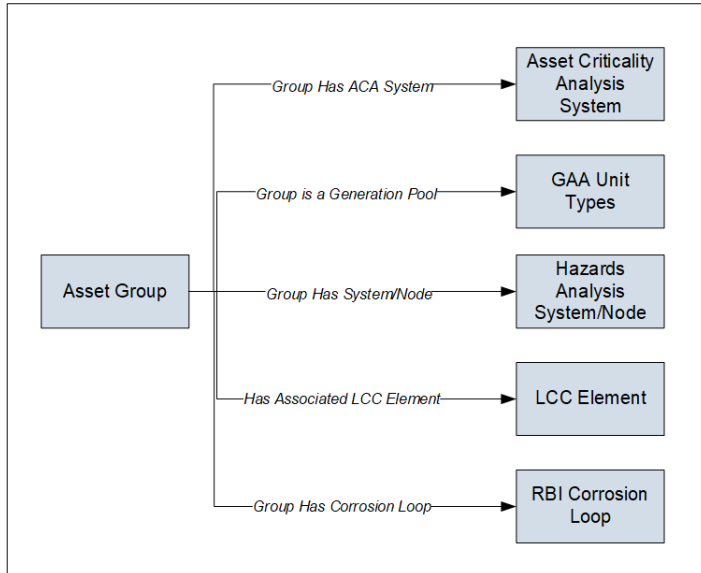 Group Has ACA System
Asset Criticality
Analysis
System
Group is a Generation Pool
GAA Unit
Types
Asset Group
Group Has System/Node
Hazards
Analysis
System/Node
Has Associated LCC Element
LCC Element
Group Has Corrosion Loop
RBI Corrosion
Loop